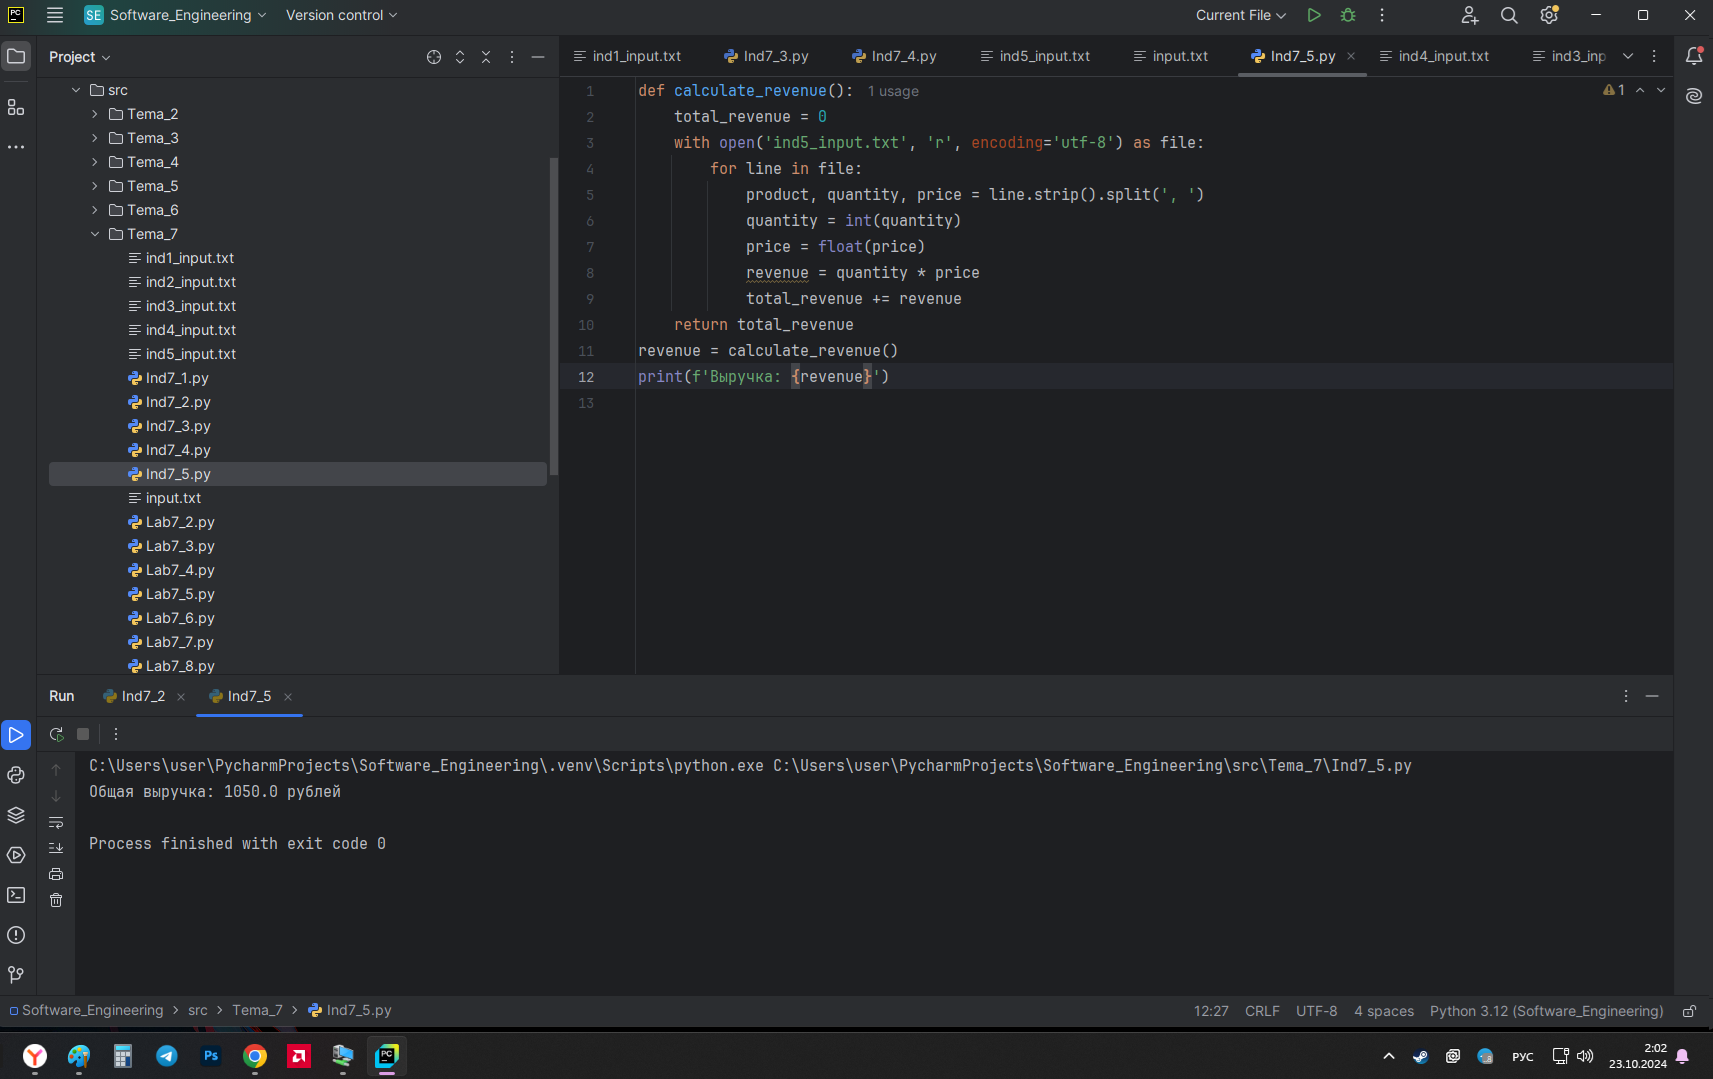 PC SE Software_Engineering Version control Current File
Project
ind1_input.txt Ind7_3.py Ind7_4.py ind5_input.txt input.txt Ind7_5.py ind4_input.txt ind3_inp
src
Tema_2
Tema_3
Tema_4
Tema_5
Tema_6
Tema_7
ind1_input.txt
ind2_input.txt
ind3_input.txt
ind4_input.txt
ind5_input.txt
Ind7_1.py
Ind7_2.py
Ind7_3.py
Ind7_4.py
Ind7_5.py
input.txt
Lab7_2.py
Lab7_3.py
Lab7_4.py
Lab7_5.py
Lab7_6.py
Lab7_7.py
Lab7_8.py
1 def calculate_revenue(): 1 usage 1
2 total_revenue = 0
3 with open('ind5_input.txt', 'r', encoding='utf-8') as file:
4 for line in file:
5 product, quantity, price = line.strip().split(', ')
6 quantity = int(quantity)
7 price = float(price)
8 revenue = quantity * price
9 total_revenue += revenue
10 return total_revenue
11 revenue = calculate_revenue()
12 print(f'Выручка: {revenue}')
13
Run Ind7_2 Ind7_5
C:\Users\user\PycharmProjects\Software_Engineering\.venv\Scripts\python.exe C:\Users\user\PycharmProjects\Software_Engineering\src\Tema_7\Ind7_5.py
Общая выручка: 1050.0 рублей
Process finished with exit code 0
Software_Engineering > src > Tema_7 > Ind7_5.py 12:27 CRLF UTF-8 4 spaces Python 3.12 (Software_Engineering)
Ps PC РУС 2:02
23.10.2024